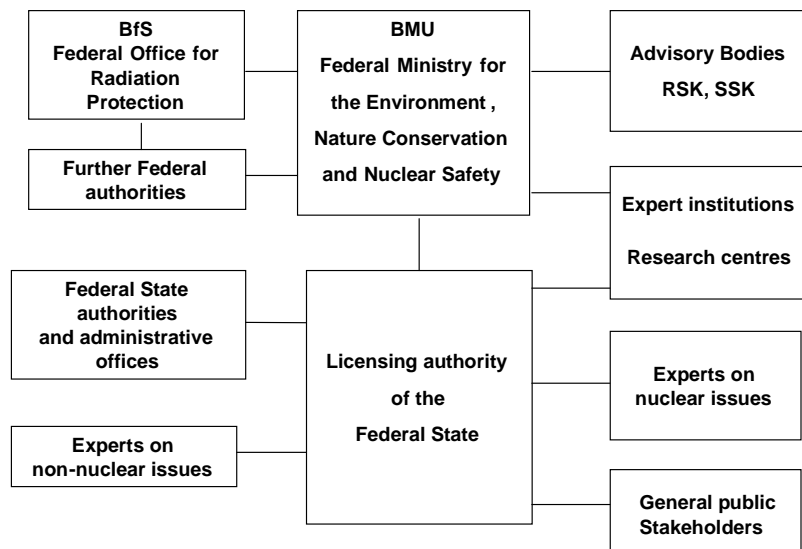 BfS
Federal Office for
Radiation
Protection
BMU
Federal Ministry for
the Environment ,
Nature Conservation
and Nuclear Safety
Advisory Bodies
RSK, SSK
Further Federal
authorities
Expert institutions
Research centres
Federal State
authorities
and administrative
offices
Licensing authority
of the
Federal State
Experts on
nuclear issues
Experts on
non-nuclear issues
General public
Stakeholders